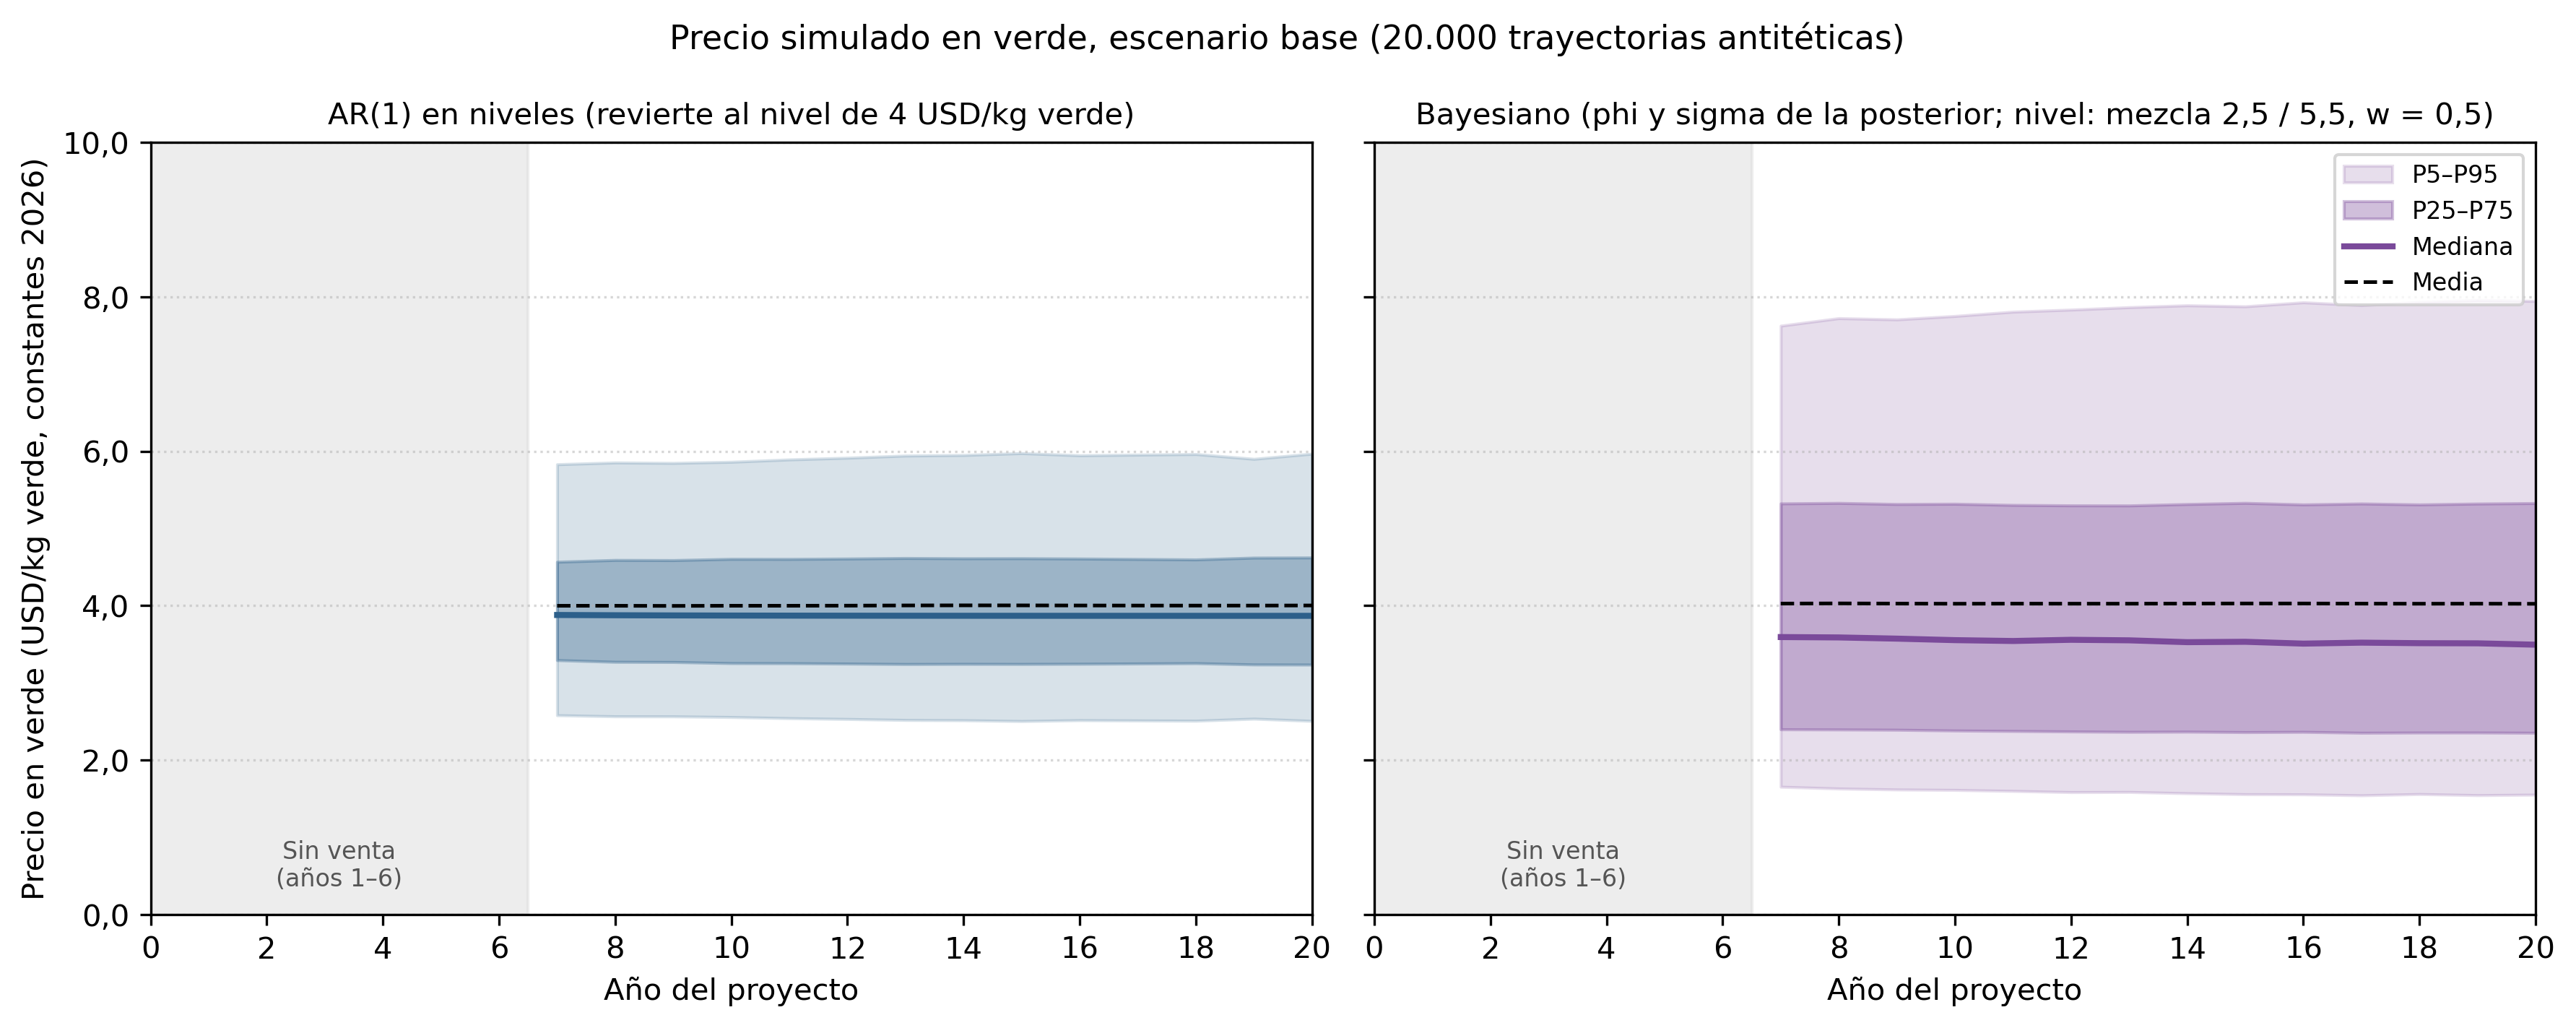 Precio simulado en verde, escenario base (20.000 trayectorias antitéticas)
AR(1) en niveles (revierte al nivel de 4 USD/kg verde)
Precio en verde (USD/kg verde, constantes 2026)
10,0
8,0
6,0
4,0
2,0
0,0
Sin venta
(años 1–6)
0 2 4 6 8 10 12 14 16 18 20
Año del proyecto
Bayesiano (phi y sigma de la posterior; nivel: mezcla 2,5 / 5,5, w = 0,5)
P5–P95
P25–P75
Mediana
Media
Sin venta
(años 1–6)
0 2 4 6 8 10 12 14 16 18 20
Año del proyecto